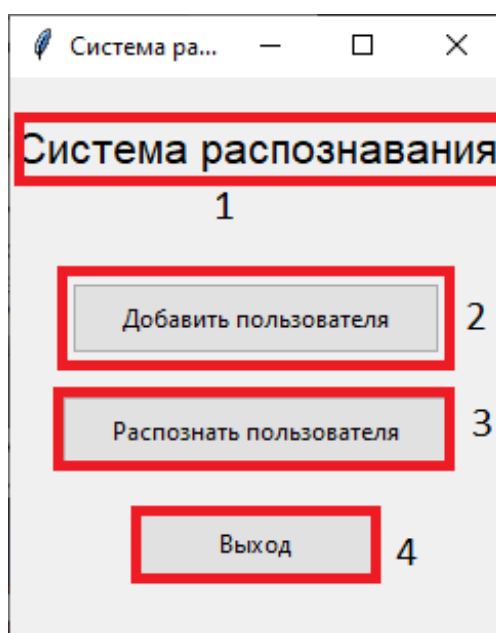 Система ра...
Система распознавания
1
Добавить пользователя
2
Распознать пользователя
3
Выход
4